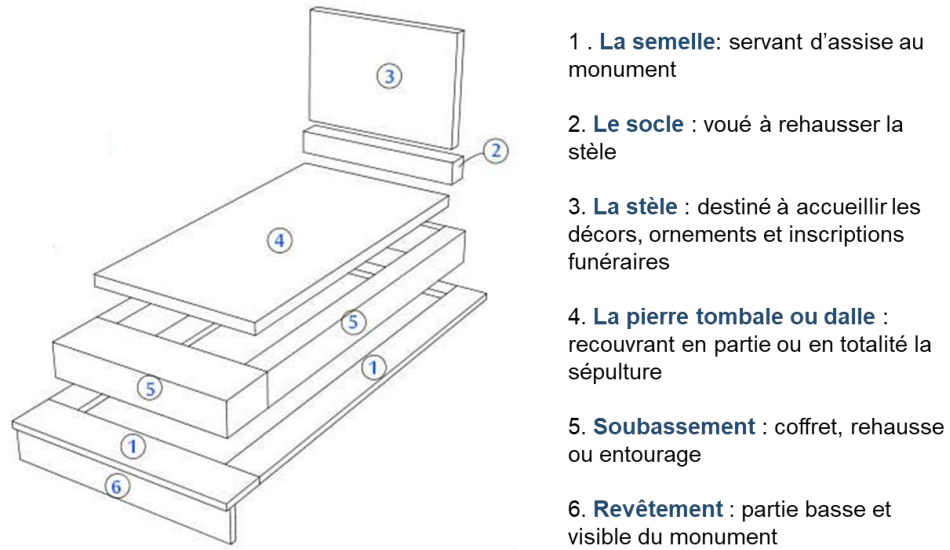 3
2
4
5
1
5
1
6
1 . La semelle: servant d’assise au
monument
2. Le socle : voué à rehausser la
stèle
3. La stèle : destiné à accueillir les
décors, ornements et inscriptions
funéraires
4. La pierre tombale ou dalle :
recouvrant en partie ou en totalité la
sépulture
5. Soubassement : coffret, rehausse
ou entourage
6. Revêtement : partie basse et
visible du monument